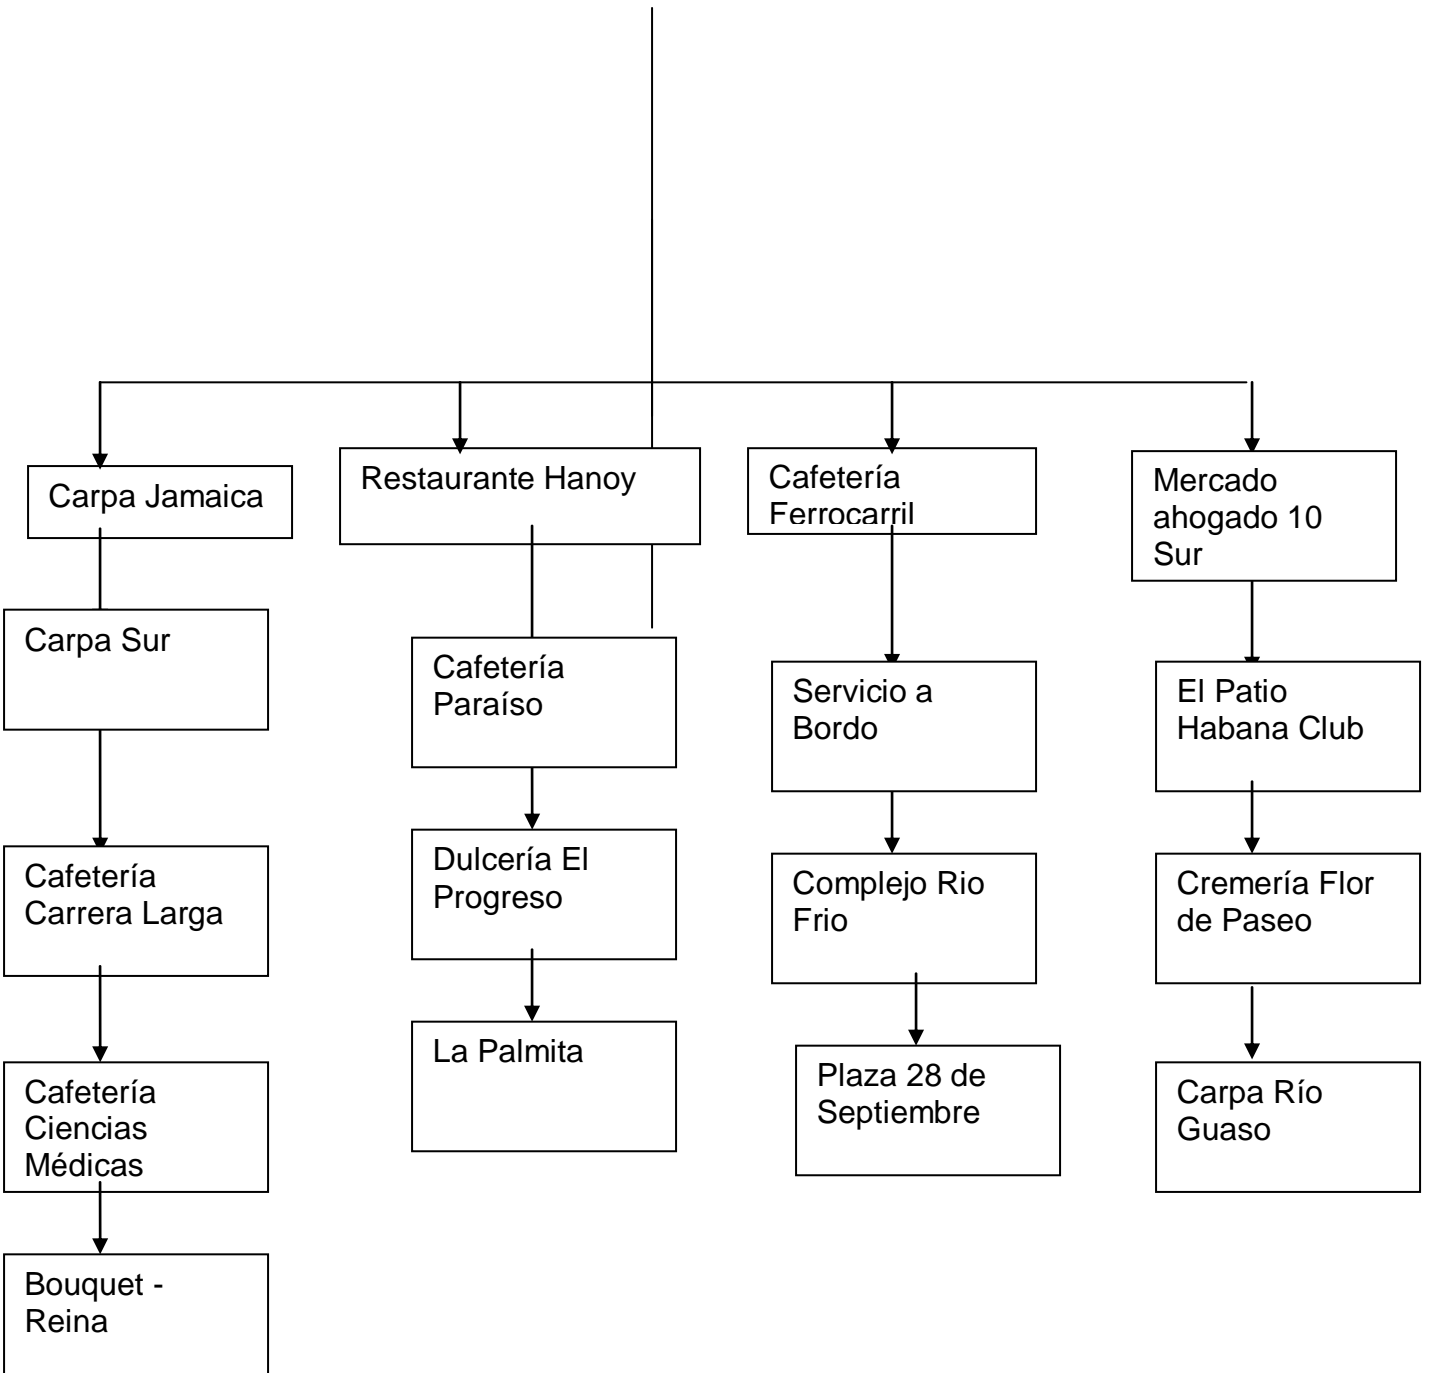 Carpa Jamaica
Carpa Sur
Cafetería
Carrera Larga
Cafetería
Ciencias
Médicas
Bouquet -
Reina
Restaurante Hanoy
Cafetería
Paraíso
Dulcería El
Progreso
La Palmita
Cafetería
Ferrocarril
Servicio a
Bordo
Complejo Rio
Frio
Plaza 28 de
Septiembre
Mercado
ahogado 10
Sur
El Patio
Habana Club
Cremería Flor
de Paseo
Carpa Río
Guaso